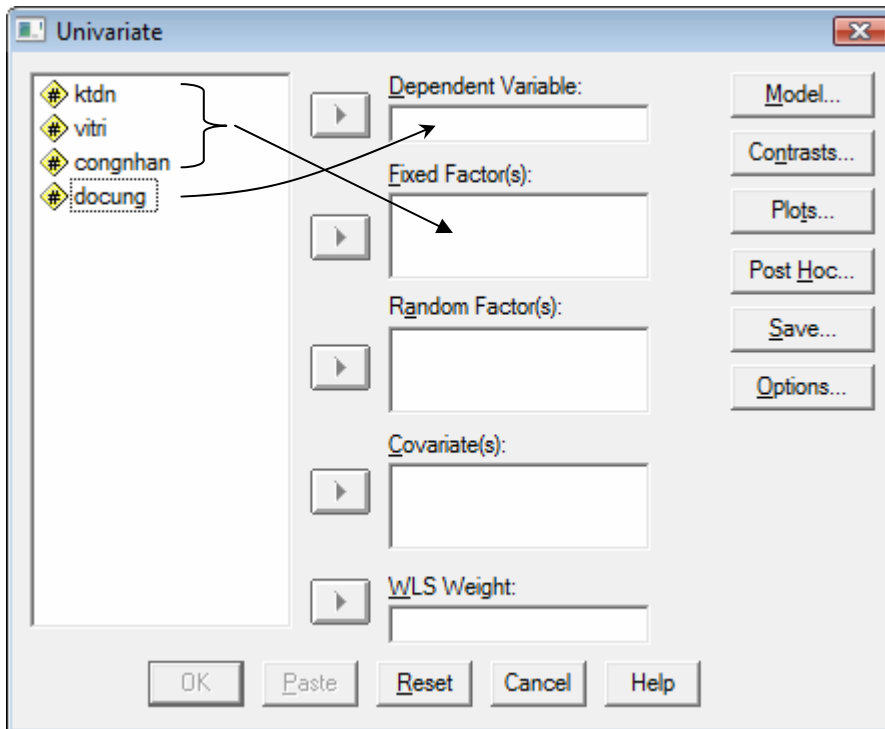 Univariate
ktdn
vitri
congnhan
docung
Dependent Variable:
Fixed Factor(s):
Random Factor(s):
Covariate(s):
WLS Weight:
Model...
Contrasts...
Plots...
Post Hoc...
Save...
Options...
OK
Paste
Reset
Cancel
Help